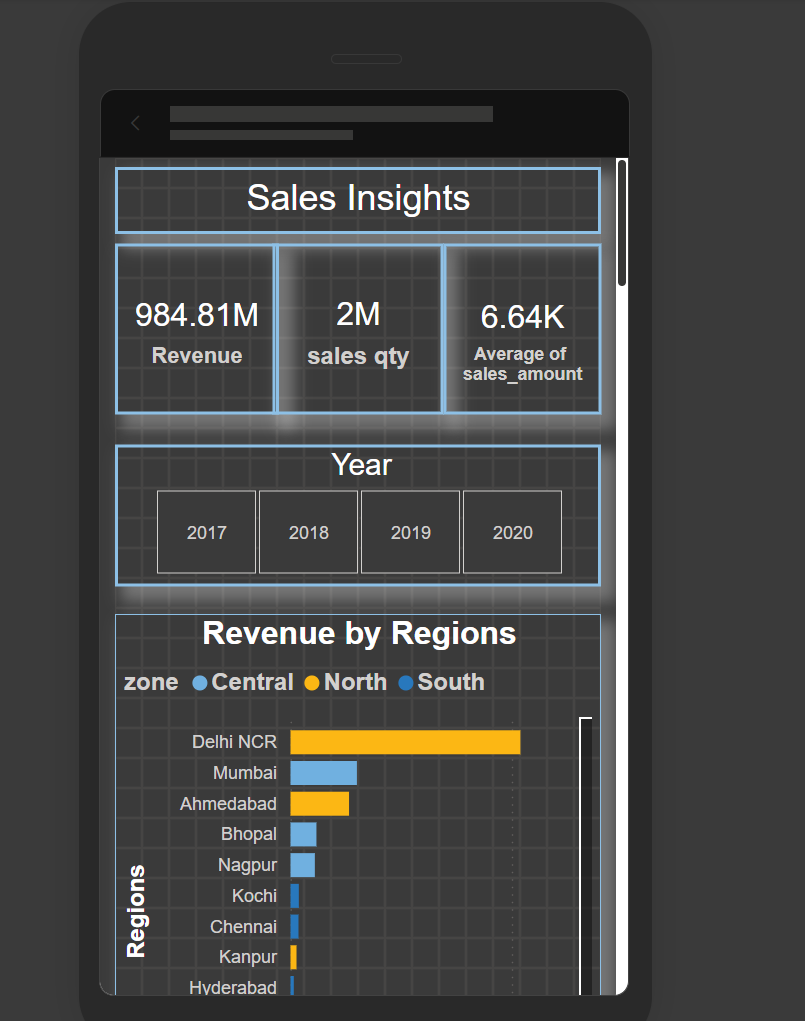 Sales Insights
984.81M
Revenue
2M
sales qty
6.64K
Average of
sales_amount
Year
2017 2018 2019 2020
Revenue by Regions
zone Central North South
Regions
Delhi NCR
Mumbai
Ahmedabad
Bhopal
Nagpur
Kochi
Chennai
Kanpur
Hyderabad